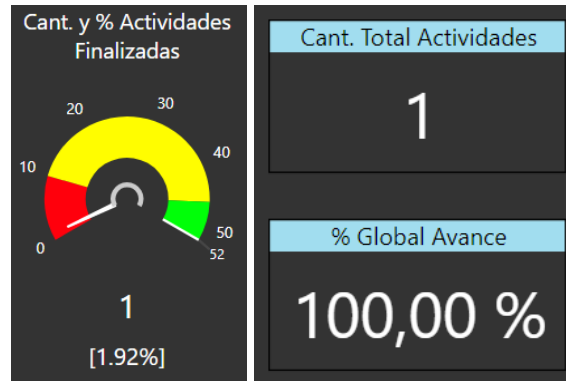 Cant. y % Actividades
Finalizadas
0
10
20
30
40
50
52
1
[1.92%]
Cant. Total Actividades
1
% Global Avance
100,00 %